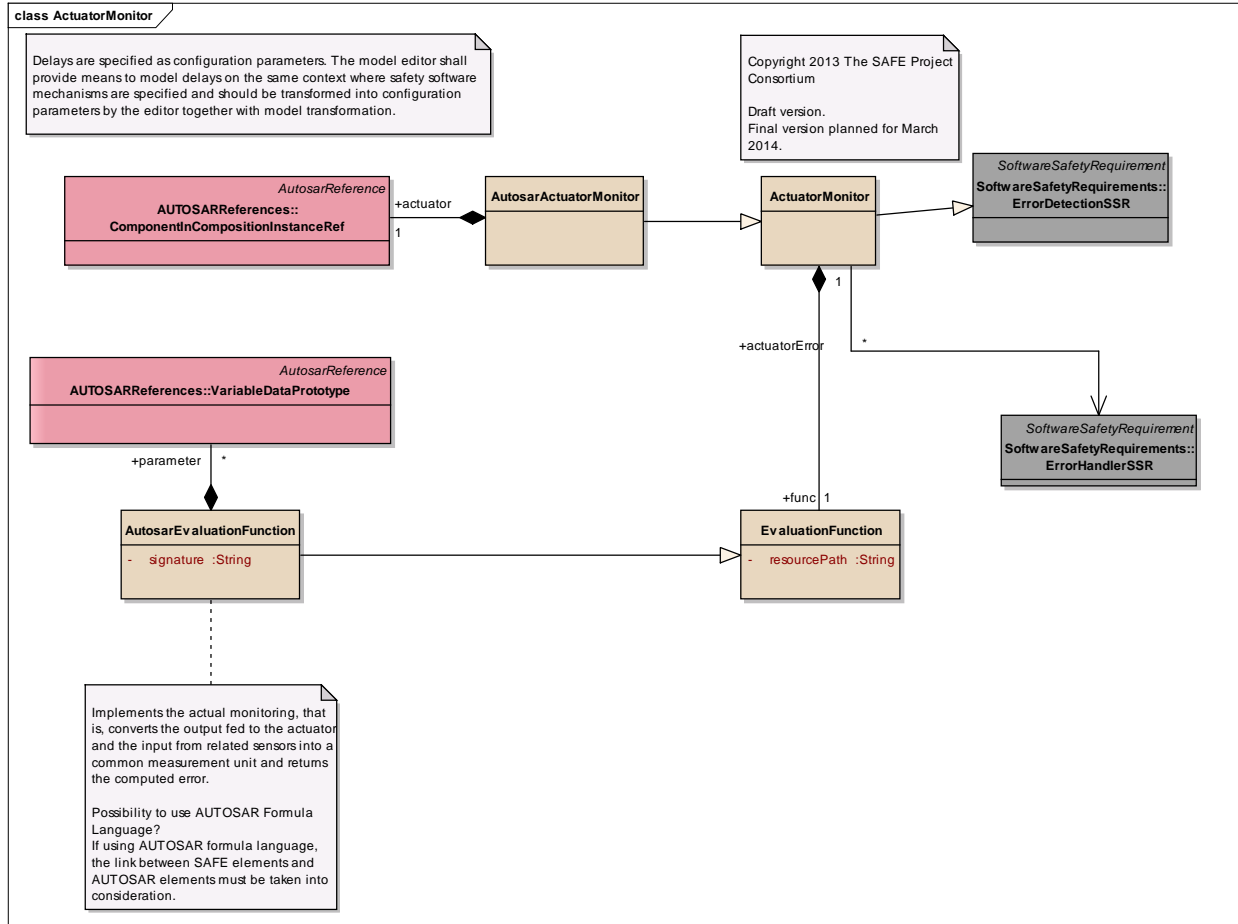 class ActuatorMonitor
Delays are specified as configuration parameters. The model editor shall
provide means to model delays on the same context where safety software
mechanisms are specified and should be transformed into configuration
parameters by the editor together with model transformation.
Copyright 2013 The SAFE Project
Consortium
Draft version.
Final version planned for March
2014.
AutosarReference
AUTOSARReferences::
ComponentInCompositionInstanceRef
+actuator
1
AutosarActuatorMonitor
ActuatorMonitor
SoftwareSafetyRequirement
SoftwareSafetyRequirements::
ErrorDetectionSSR
1
+actuatorError
*
AutosarReference
AUTOSARReferences::VariableDataPrototype
+parameter
*
SoftwareSafetyRequirement
SoftwareSafetyRequirements::
ErrorHandlerSSR
+func 1
AutosarEvaluationFunction
- signature :String
EvaluationFunction
- resourcePath :String
Implements the actual monitoring, that
is, converts the output fed to the actuator
and the input from related sensors into a
common measurement unit and returns
the computed error.
Possibility to use AUTOSAR Formula
Language?
If using AUTOSAR formula language,
the link between SAFE elements and
AUTOSAR elements must be taken into
consideration.